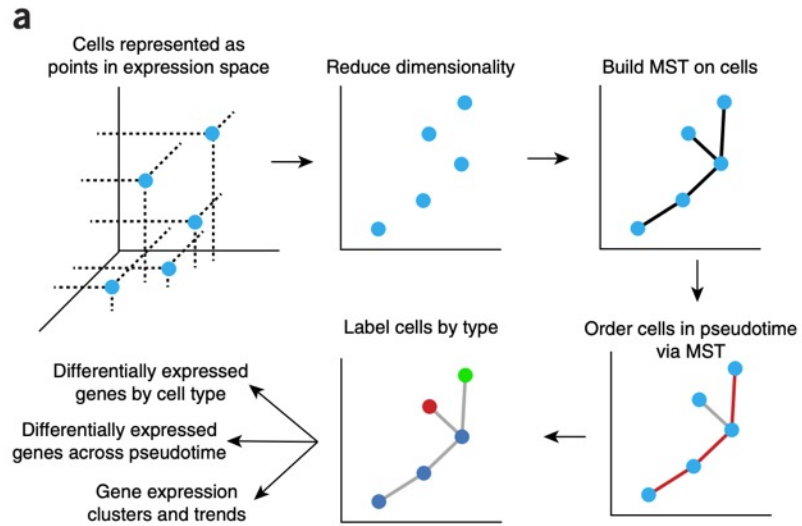 a
Cells represented as
points in expression space
Reduce dimensionality
Build MST on cells
Order cells in pseudotime
via MST
Label cells by type
Differentially expressed
genes by cell type
Differentially expressed
genes across pseudotime
Gene expression
clusters and trends